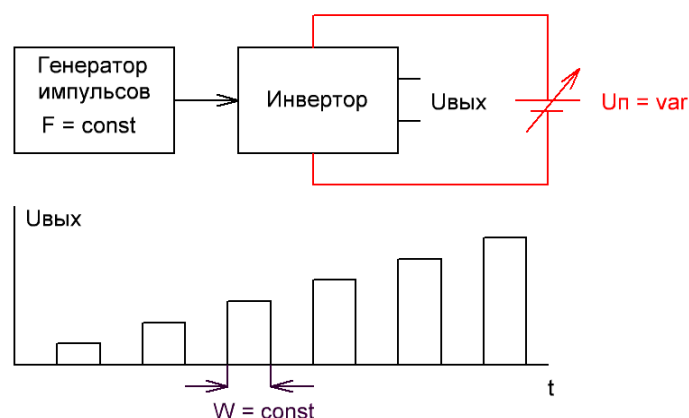 Генератор
импульсов
F = const
Инвертор
Uвых
Uп = var
Uвых
t
W = const